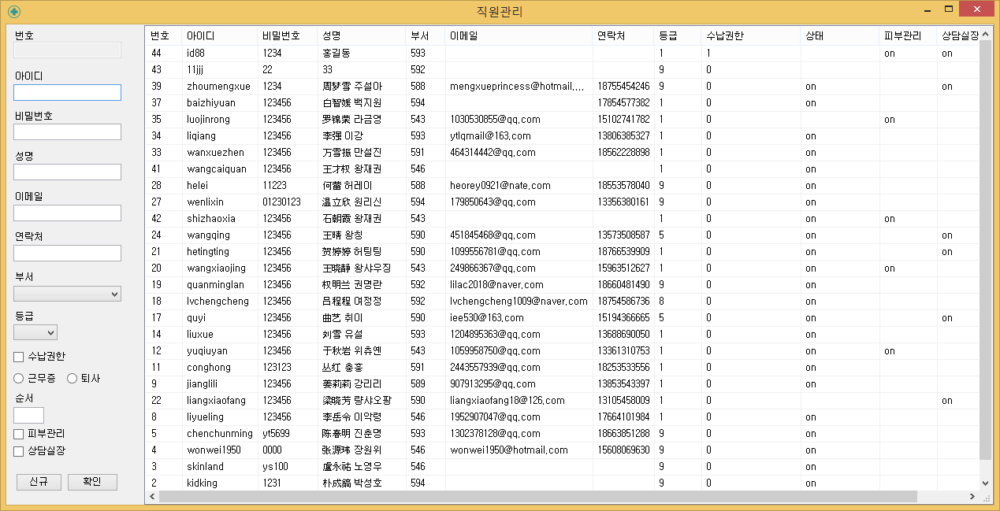 직원관리
번호
아이디
비밀번호
성명
이메일
연락처
부서
등급
수납권한
근무중 퇴사
순서
피부관리
상담실장
신규 확인
번호 아이디 비밀번호 성명 부서 이메일 연락처 등급 수납권한 상태 피부관리 상담실장
44 id88 1234 홍길동 593 1 1 on on
43 11jjj 22 33 592 9 0
39 zhoumengxue 1234 周梦雪 주설아 588 mengxueprincess@hotmail.... 18755454246 9 0 on on
37 baizhiyuan 123456 白智媛 백지원 594 17854577382 1 0 on
35 luojinrong 123456 罗锦荣 라금영 543 1030530855@qq.com 15102741782 1 0 on
34 liqiang 123456 李强 이강 593 ytlqmail@163.com 13806385327 1 0 on
33 wanxuezhen 123456 万雪振 만설진 591 464314442@qq.com 18562228898 1 0 on
41 wangcaiquan 123456 王才权 왕재권 546 1 0 on
28 helei 11223 何蕾 허레이 588 heorey0921@nate.com 18553578040 9 0 on
27 wenlixin 01230123 温立欣 원리신 594 179850643@qq.com 13356380161 9 0 on
42 shizhaoxia 123456 石朝霞 왕재권 543 1 0 on on
24 wangqing 123456 王晴 왕칭 590 451845468@qq.com 13573508587 5 0 on on
21 hetingting 123456 贺婷婷 허팅팅 590 1099556781@qq.com 18766539909 1 0 on on
20 wangxiaojing 123456 王晓静 왕샤우징 543 249866367@qq.com 15963512627 1 0 on on
19 quanminglan 123456 权明兰 권명란 592 lilac2018@naver.com 18660481490 9 0 on
18 lvchengcheng 123456 吕程程 여정정 592 lvchengcheng1009@naver.com 18754586736 8 0 on
17 quyi 123456 曲艺 취이 590 iee530@163.com 15194366665 5 0 on on
14 liuxue 123456 刘雪 유설 593 1204895363@qq.com 13688690050 1 0 on
12 yuqiuyan 123456 于秋岩 위츄옌 543 1059958750@qq.com 13361310753 1 0 on on
11 conghong 123123 丛红 총홍 591 2443557939@qq.com 18253533556 1 0 on
9 jianglili 123456 姜莉莉 강리리 589 907913295@qq.com 13853543397 1 0 on
22 liangxiaofang 123456 梁晓芳 량샤오팡 590 liangxiaofang18@126.com 13105458009 1 0 on
8 liyueling 123456 李岳令 이악령 546 1952907047@qq.com 17664101984 1 0 on
5 chenchunming yt5699 陈春明 진춘명 593 1302378128@qq.com 18663851288 9 0 on
4 wonwei1950 0000 张源玮 장원위 546 wonwei1950@hotmail.com 15608069630 9 0 on
3 skinland ys100 盧永祐 노영우 546 9 0 on
2 kidking 1231 朴成鎬 박성호 594 9 0 on